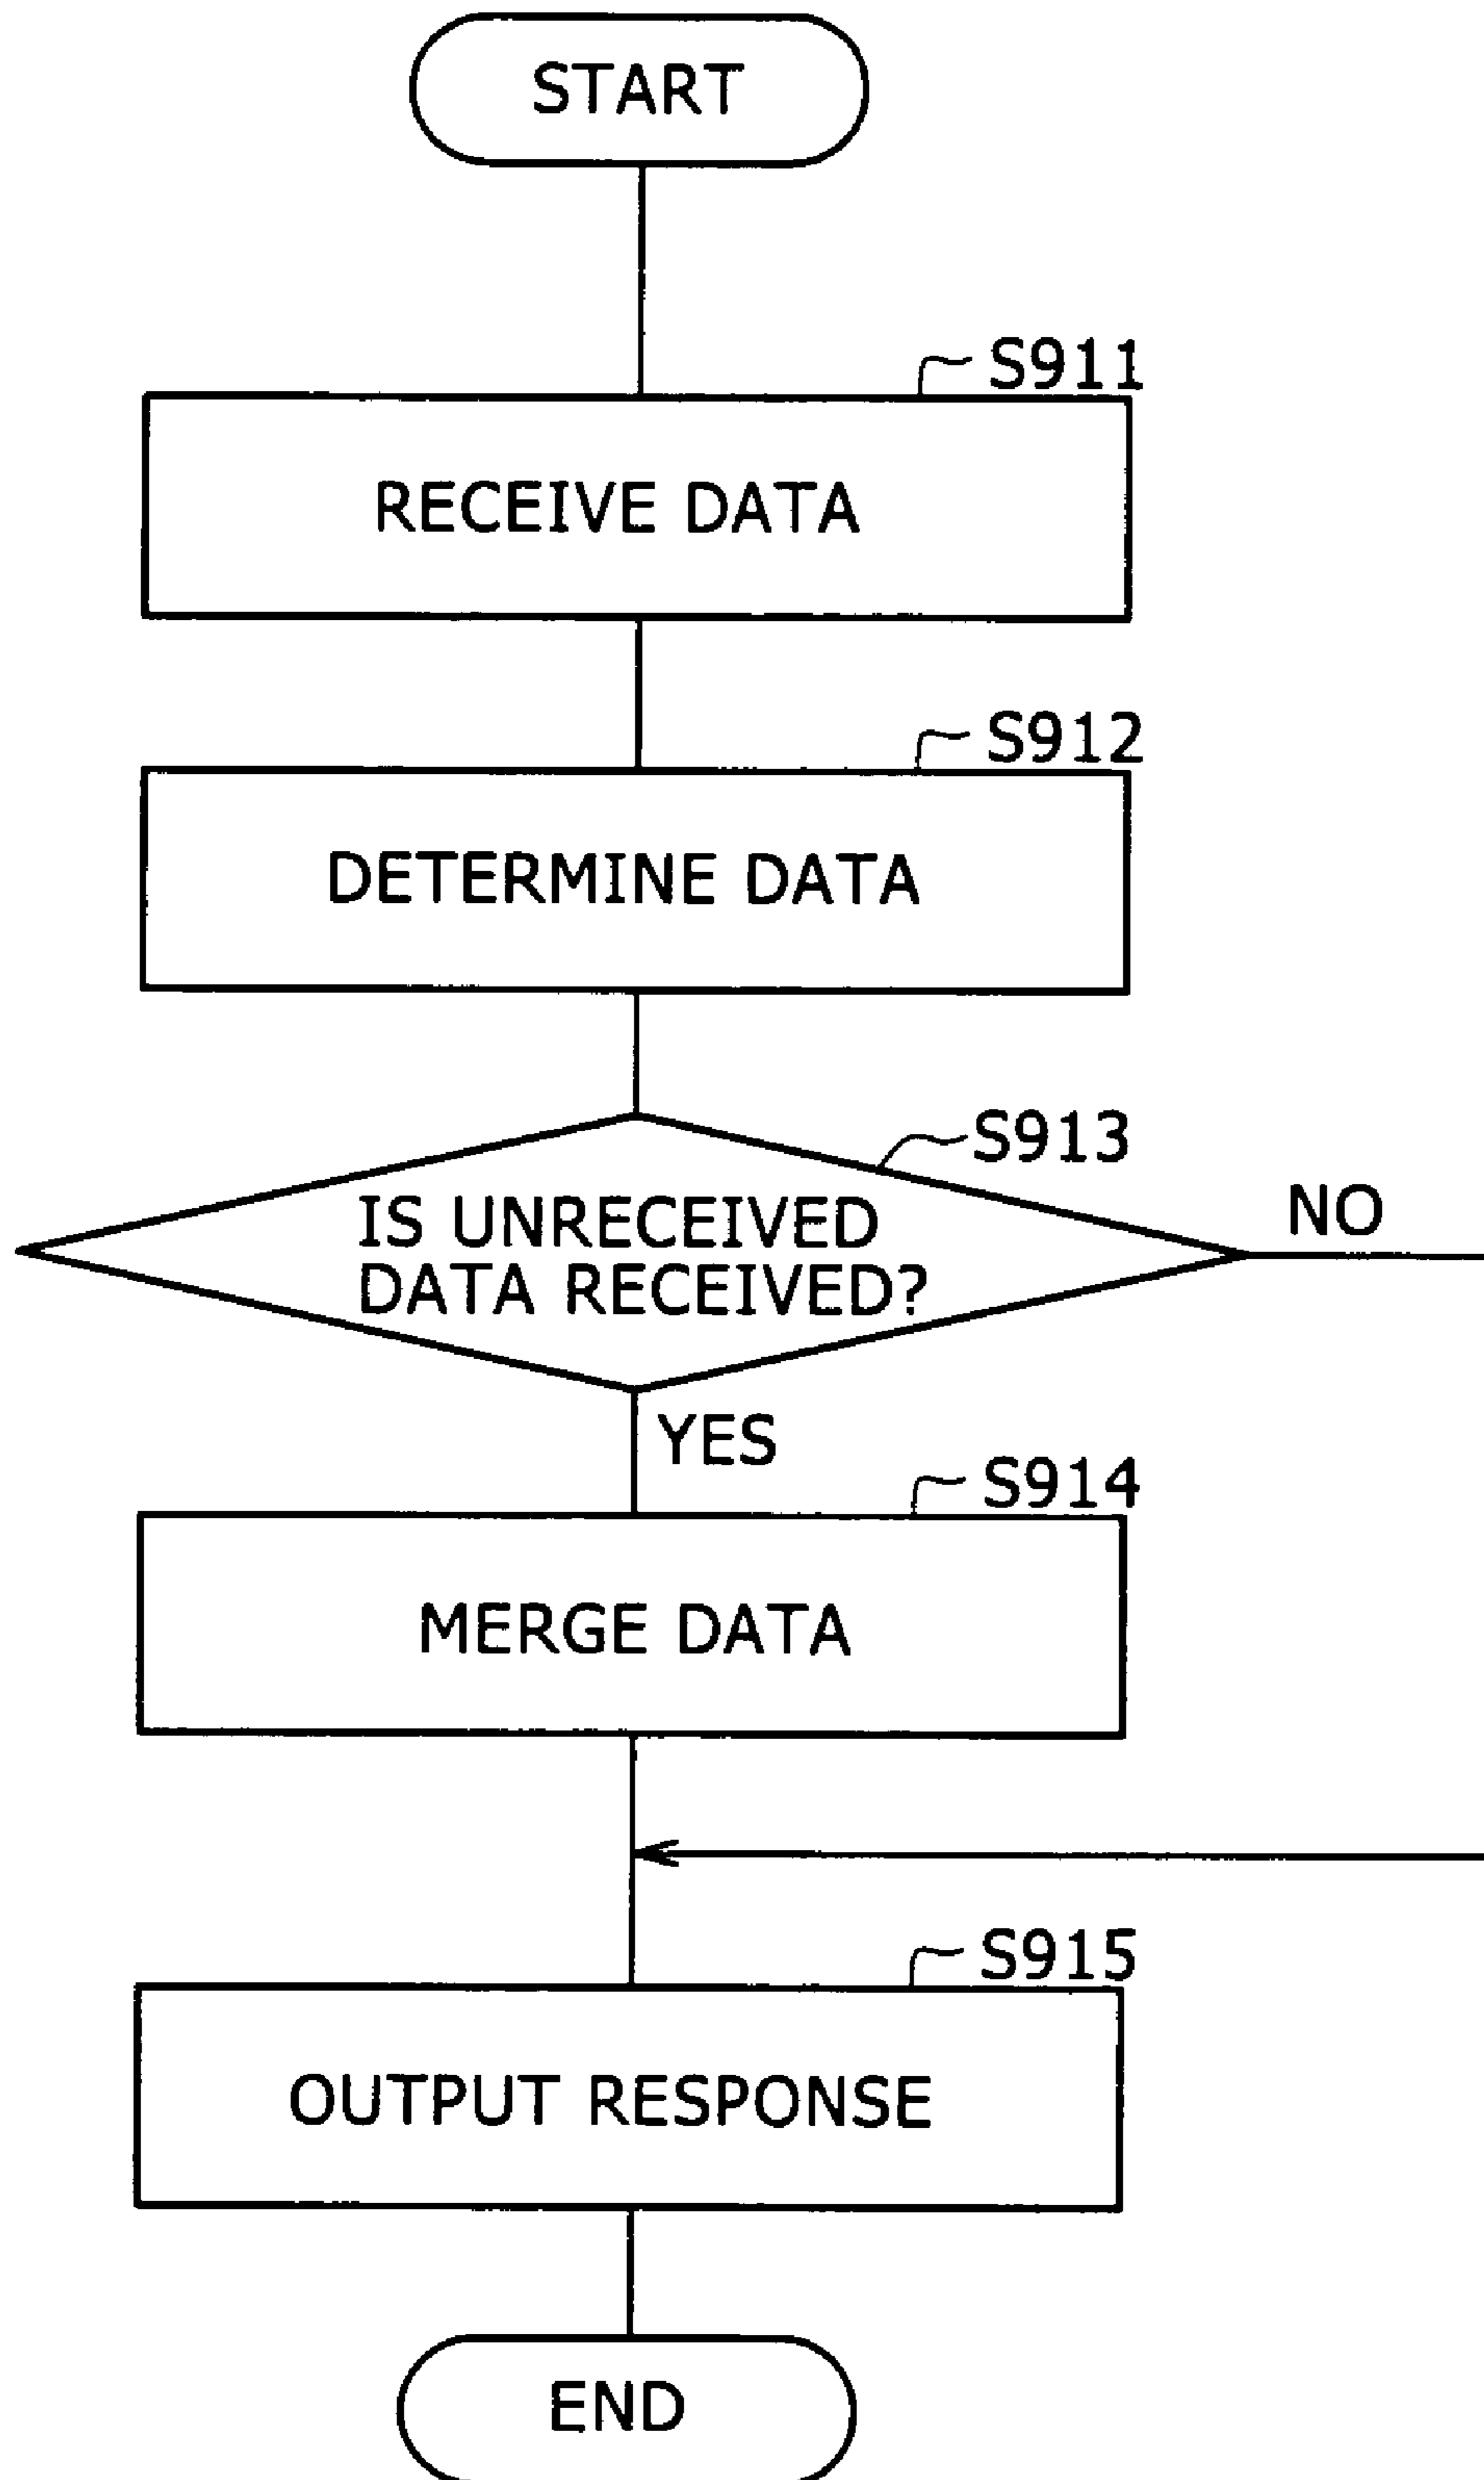 START
S911
RECEIVE DATA
S912
DETERMINE DATA
S913
IS UNRECEIVED
DATA RECEIVED?
NO
YES
S914
MERGE DATA
S915
OUTPUT RESPONSE
END